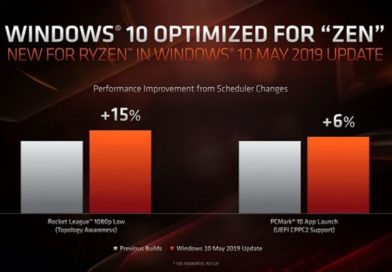 WINDOWS® 10 OPTIMIZED FOR “ZEN”
NEW FOR RYZEN™ IN WINDOWS® 10 MAY 2019 UPDATE
Performance Improvement from Scheduler Changes
+15%
+6%
Rocket League™ 1080p Low
(Topology Awareness)
PCMark® 10 App Launch
(UEFI CPPC2 Support)
Previous Builds
Windows 10 May 2019 Update
* SEE ENDNOTES: